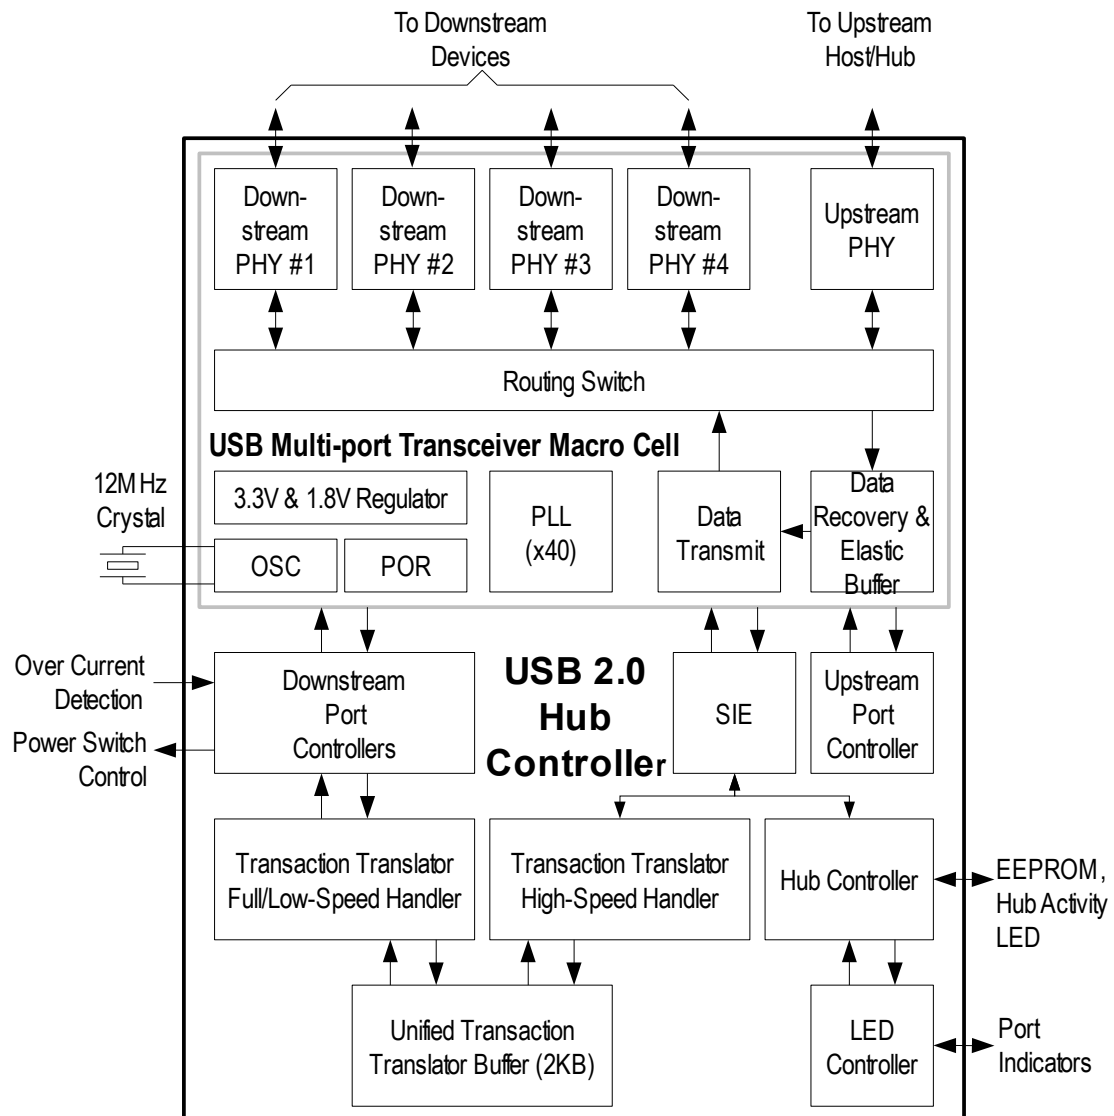 To Downstream
Devices
To Upstream
Host/Hub
Down-
stream
PHY #1
Down-
stream
PHY #2
Down-
stream
PHY #3
Down-
stream
PHY #4
Upstream
PHY
Routing Switch
USB Multi-port Transceiver Macro Cell
12MHz
Crystal
3.3V & 1.8V Regulator
OSC
POR
PLL
(x40)
Data
Transmit
Data
Recovery &
Elastic
Buffer
Over Current
Detection
Power Switch
Control
Downstream
Port
Controllers
USB 2.0
Hub
Controller
SIE
Upstream
Port
Controller
Transaction Translator
Full/Low-Speed Handler
Transaction Translator
High-Speed Handler
Hub Controller
EEPROM,
Hub Activity
LED
Unified Transaction
Translator Buffer (2KB)
LED
Controller
Port
Indicators